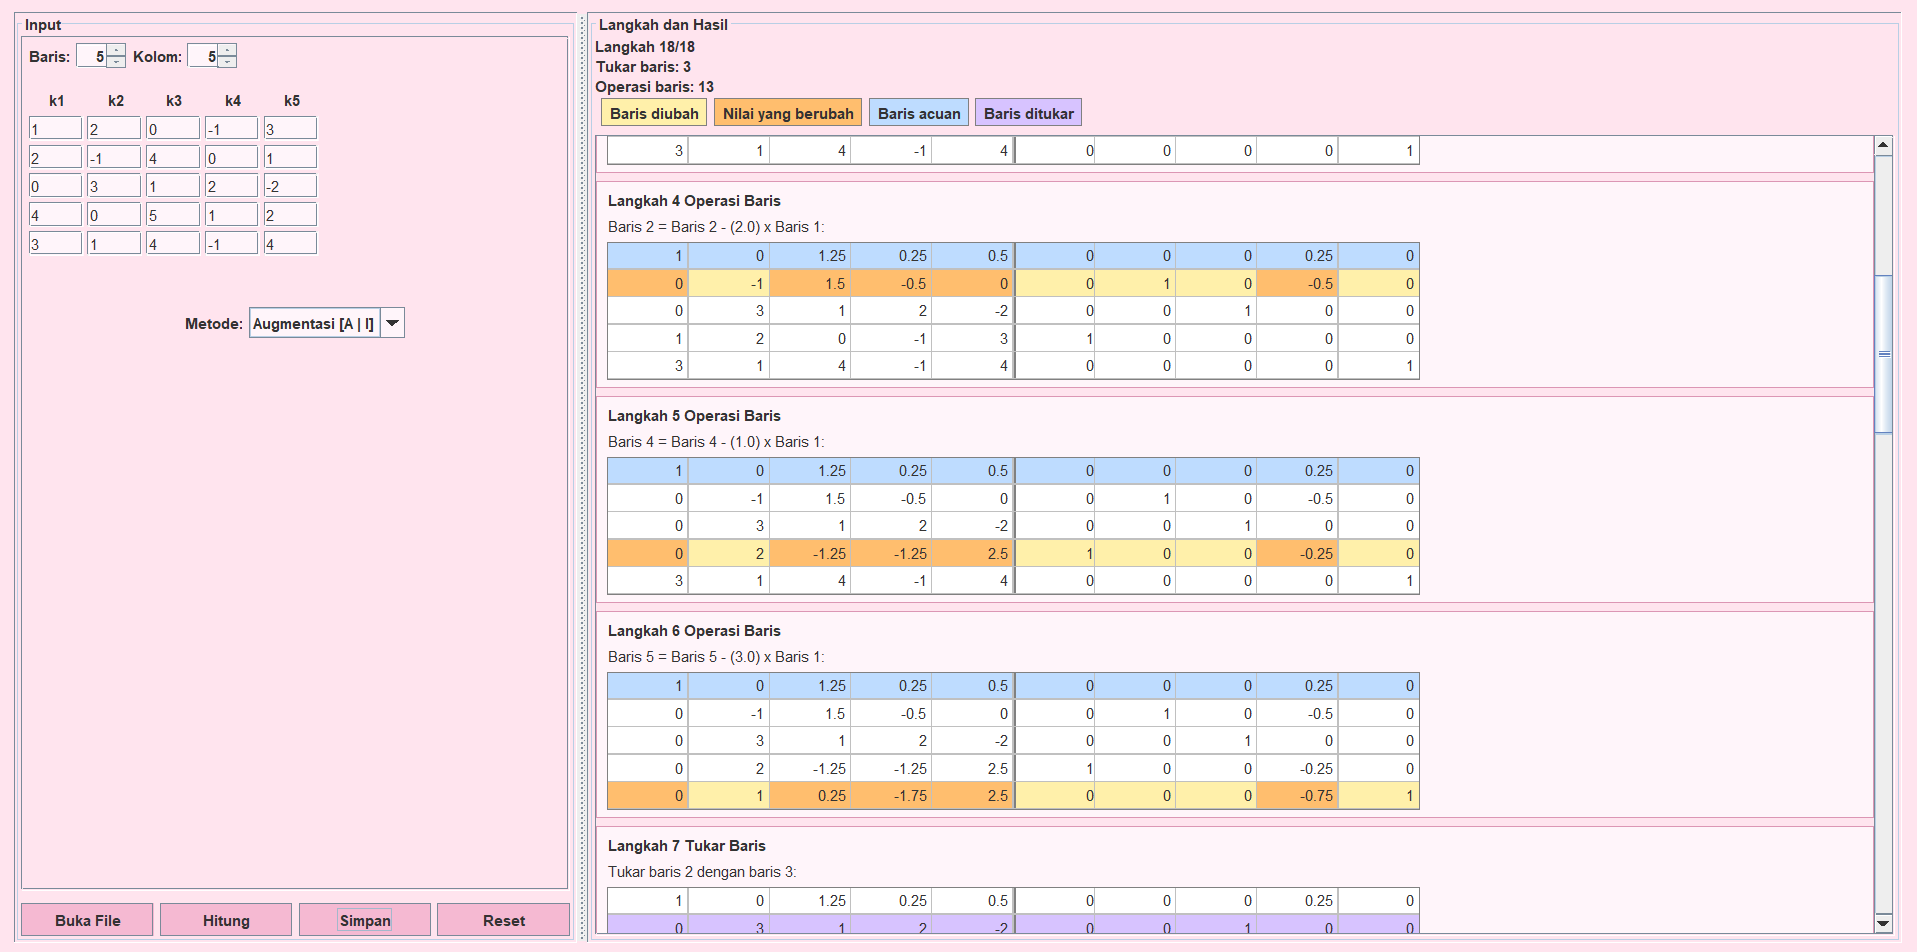 Input
Baris: 5 Kolom: 5
k1 k2 k3 k4 k5
1 2 0 -1 3
2 -1 4 0 1
0 3 1 2 -2
4 0 5 1 2
3 1 4 -1 4
Metode: Augmentasi [A | I]
Buka File Hitung Simpan Reset
Langkah dan Hasil
Langkah 18/18
Tukar baris: 3
Operasi baris: 13
Baris diubah Nilai yang berubah Baris acuan Baris ditukar
3 1 4 -1 4 0 0 0 0 1
Langkah 4 Operasi Baris
Baris 2 = Baris 2 - (2.0) x Baris 1:
1 0 1.25 0.25 0.5 0 0 0 0.25 0
0 -1 1.5 -0.5 0 0 1 0 -0.5 0
0 3 1 2 -2 0 0 1 0 0
1 2 0 -1 3 1 0 0 0 0
3 1 4 -1 4 0 0 0 0 1
Langkah 5 Operasi Baris
Baris 4 = Baris 4 - (1.0) x Baris 1:
1 0 1.25 0.25 0.5 0 0 0 0.25 0
0 -1 1.5 -0.5 0 0 1 0 -0.5 0
0 3 1 2 -2 0 0 1 0 0
0 2 -1.25 -1.25 2.5 1 0 0 -0.25 0
3 1 4 -1 4 0 0 0 0 1
Langkah 6 Operasi Baris
Baris 5 = Baris 5 - (3.0) x Baris 1:
1 0 1.25 0.25 0.5 0 0 0 0.25 0
0 -1 1.5 -0.5 0 0 1 0 -0.5 0
0 3 1 2 -2 0 0 1 0 0
0 2 -1.25 -1.25 2.5 1 0 0 -0.25 0
0 1 0.25 -1.75 2.5 0 0 0 -0.75 1
Langkah 7 Tukar Baris
Tukar baris 2 dengan baris 3:
1 0 1.25 0.25 0.5 0 0 0 0.25 0
0 3 1 2 -2 0 0 1 0 0